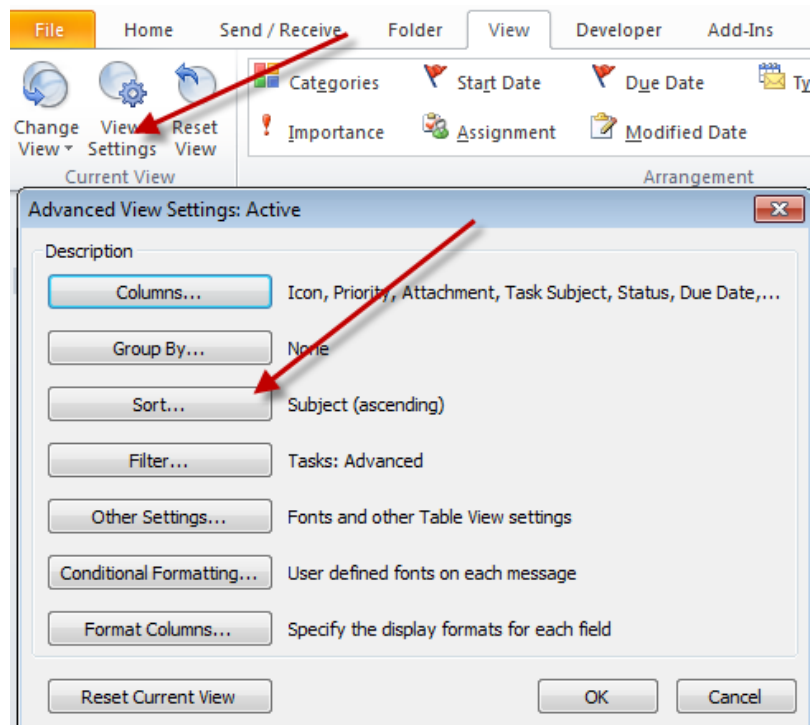 File Home Send / Receive Folder View Developer Add-Ins
Categories Start Date Due Date Ty
Change View Reset
View Settings View
Importance Assignment Modified Date
Current View Arrangement
Advanced View Settings: Active
Description
Columns... Icon, Priority, Attachment, Task Subject, Status, Due Date,...
Group By... None
Sort... Subject (ascending)
Filter... Tasks: Advanced
Other Settings... Fonts and other Table View settings
Conditional Formatting... User defined fonts on each message
Format Columns... Specify the display formats for each field
Reset Current View OK Cancel